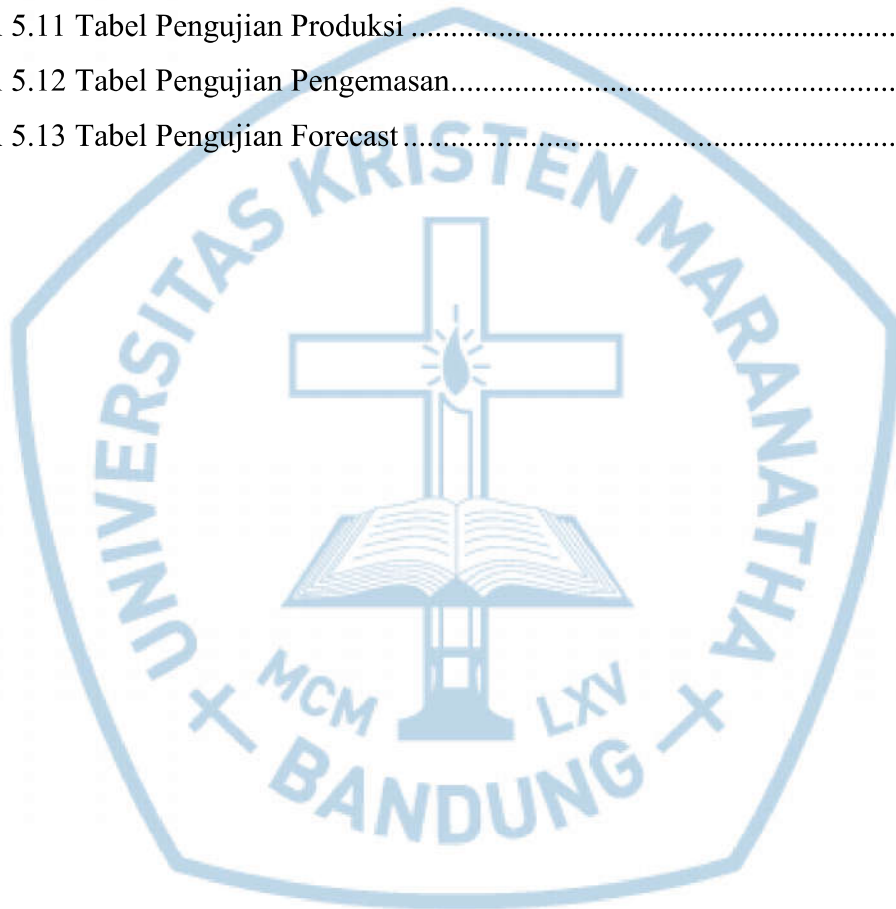 5.11 Tabel Pengujian Produksi ........................................................
5.12 Tabel Pengujian Pengemasan...................................................
5.13 Tabel Pengujian Forecast .........................................................
UNIVERSITAS KRISTEN MARANATHA
MCM LXV
BANDUNG